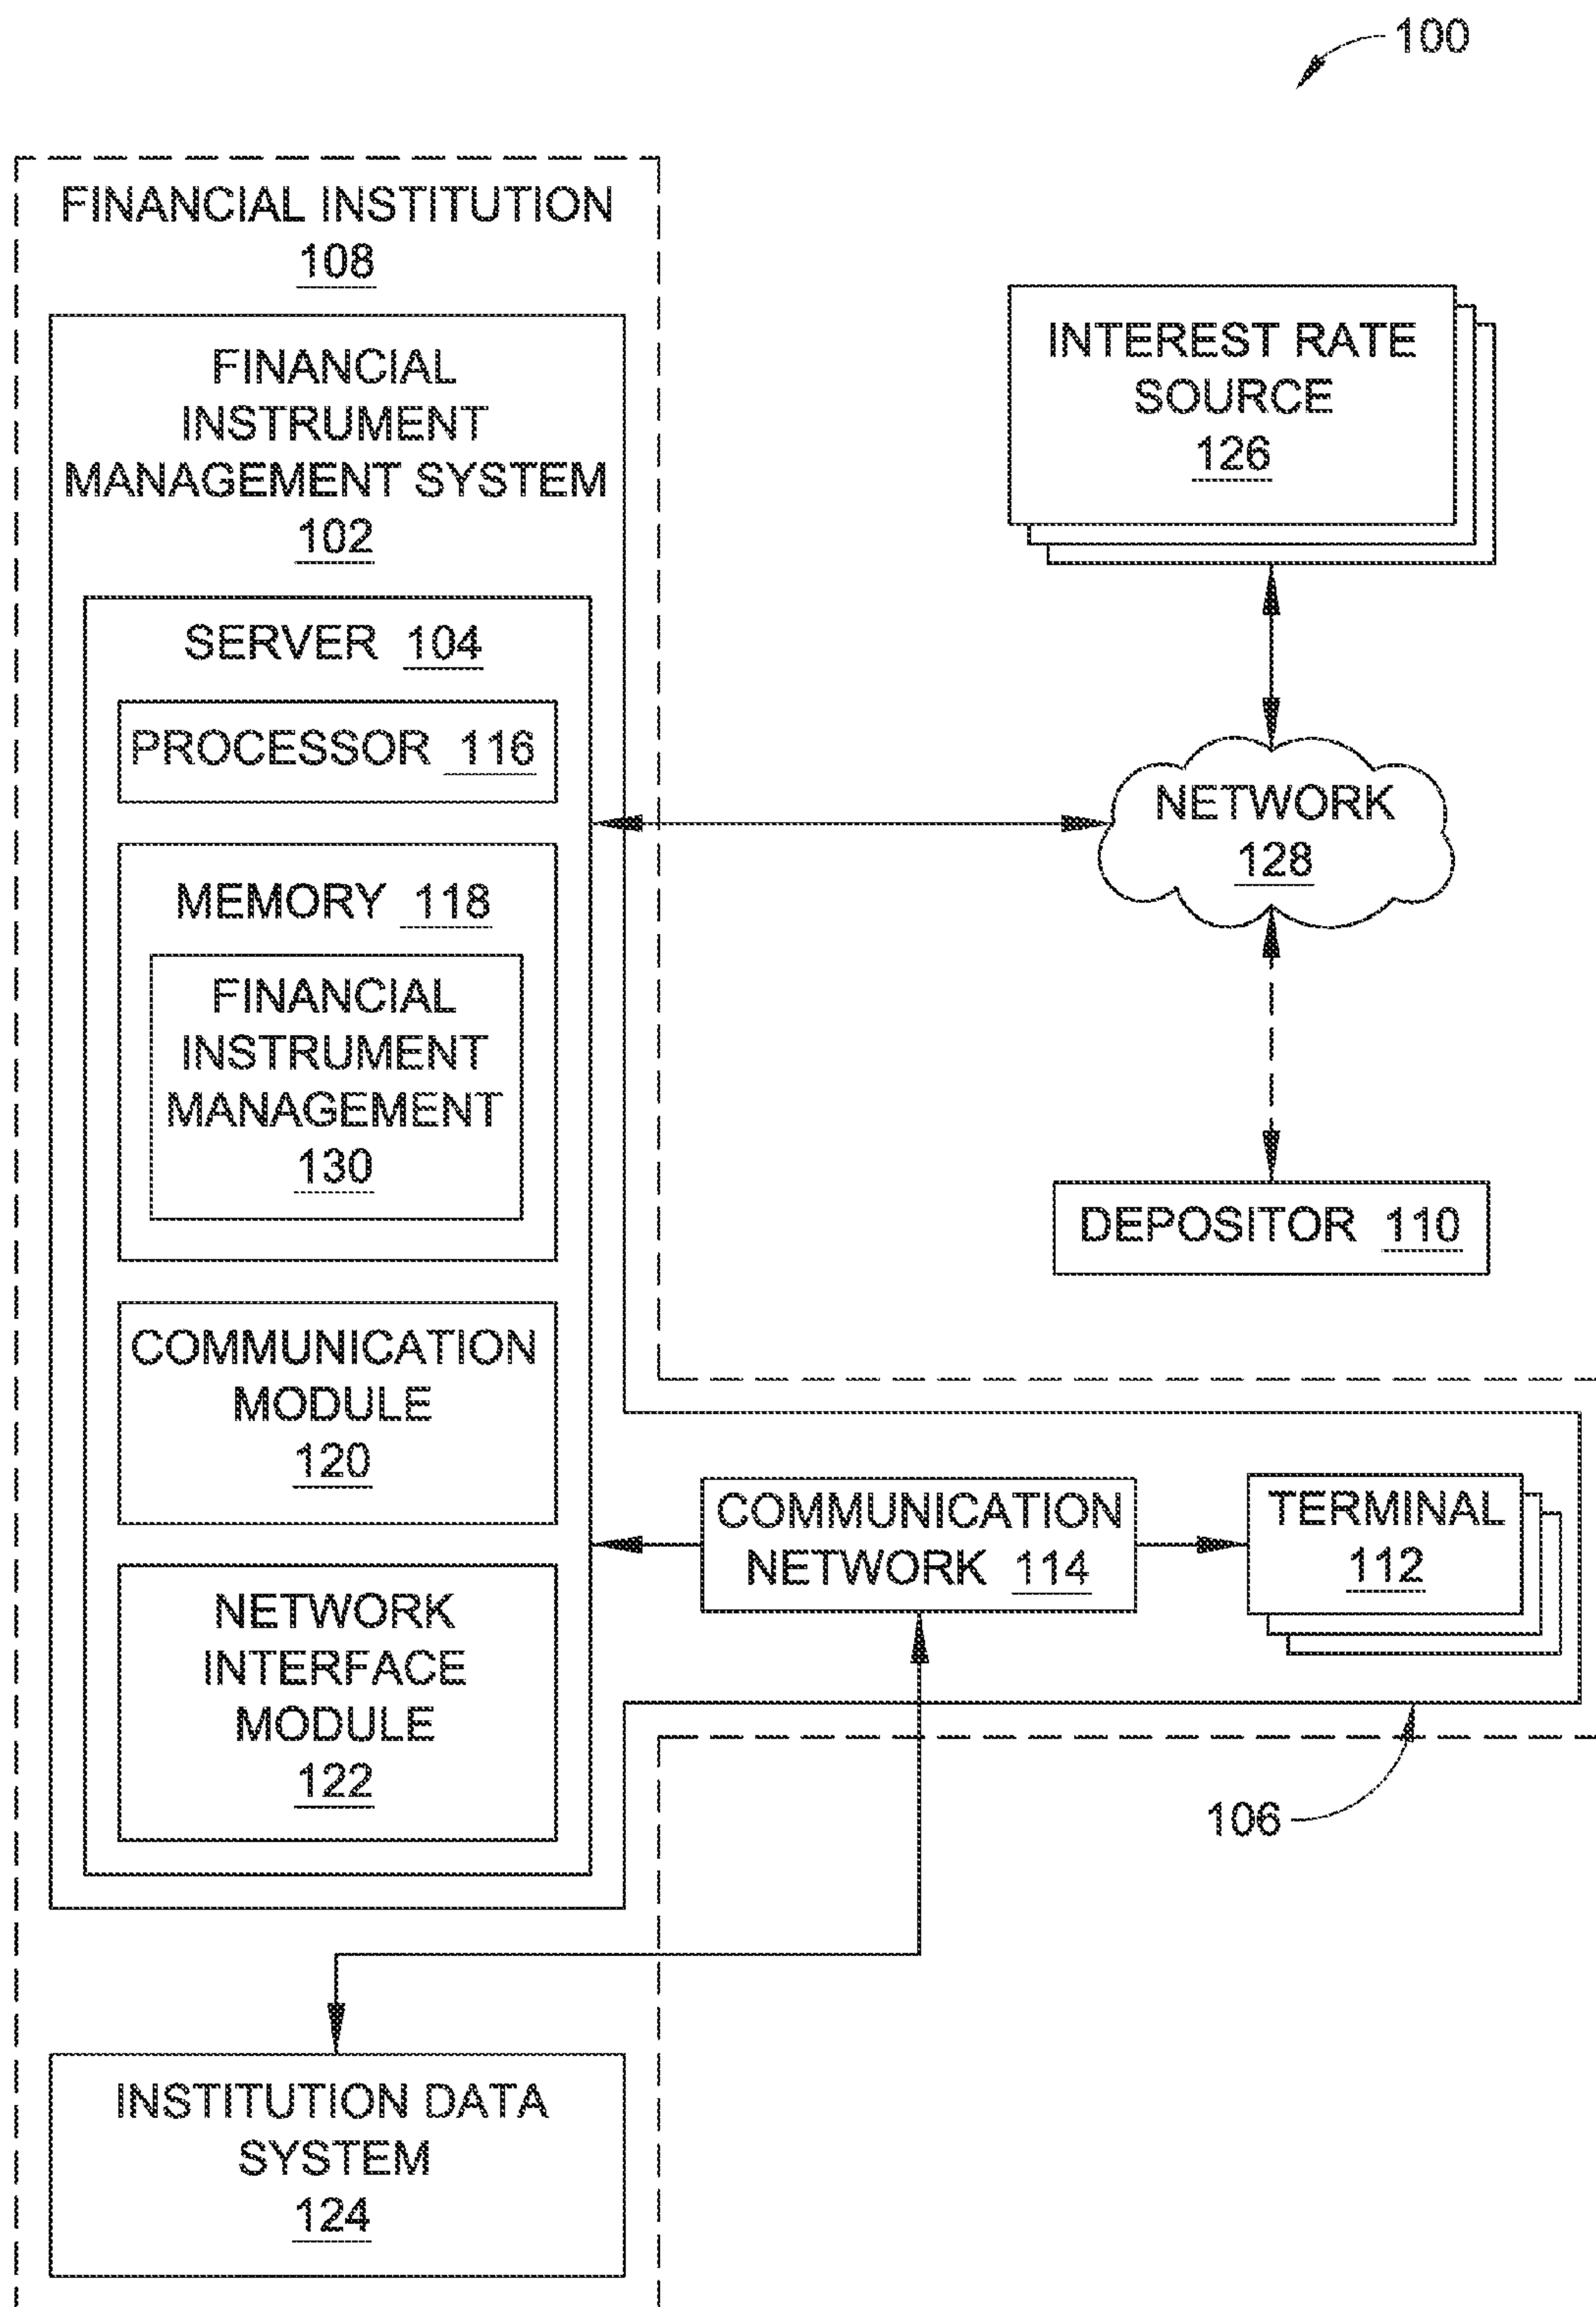 100
FINANCIAL INSTITUTION
108
FINANCIAL
INSTRUMENT
MANAGEMENT SYSTEM
102
SERVER 104
PROCESSOR 116
MEMORY 118
FINANCIAL
INSTRUMENT
MANAGEMENT
130
COMMUNICATION
MODULE
120
NETWORK
INTERFACE
MODULE
122
INTEREST RATE
SOURCE
126
NETWORK
128
DEPOSITOR 110
COMMUNICATION
NETWORK 114
TERMINAL
112
106
INSTITUTION DATA
SYSTEM
124